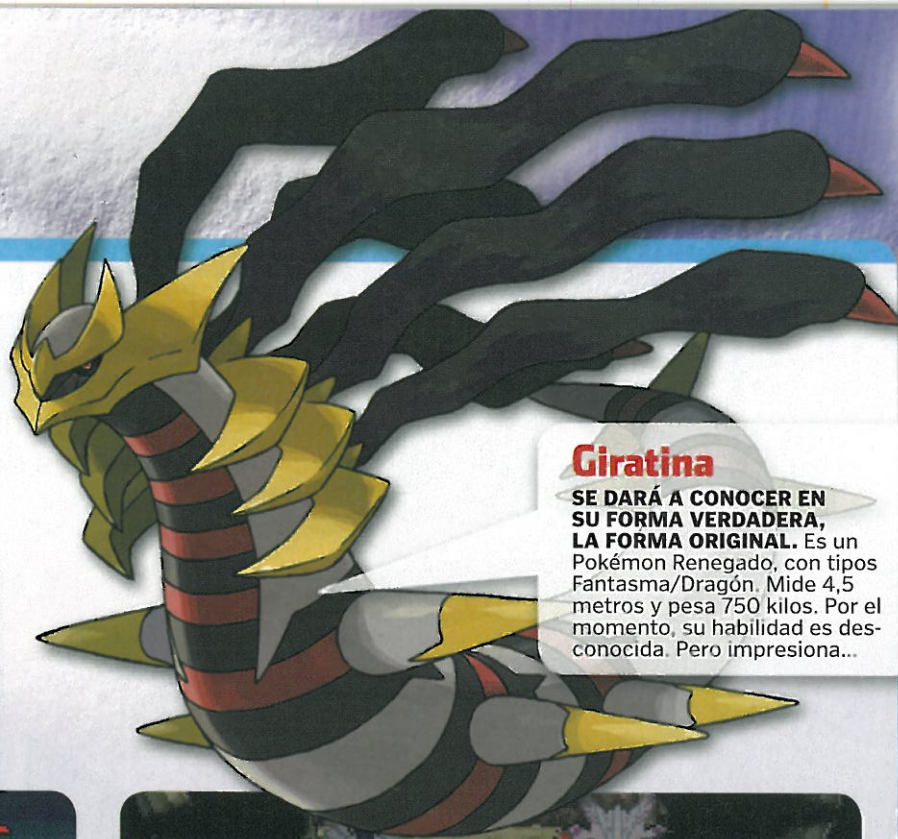 Giratina
SE DARÁ A CONOCER EN
SU FORMA VERDADERA,
LA FORMA ORIGINAL. Es un
Pokémon Renegado, con tipos
Fantasma/Dragón. Mide 4,5
metros y pesa 750 kilos. Por el
momento, su habilidad es des-
conocida. Pero impresiona...